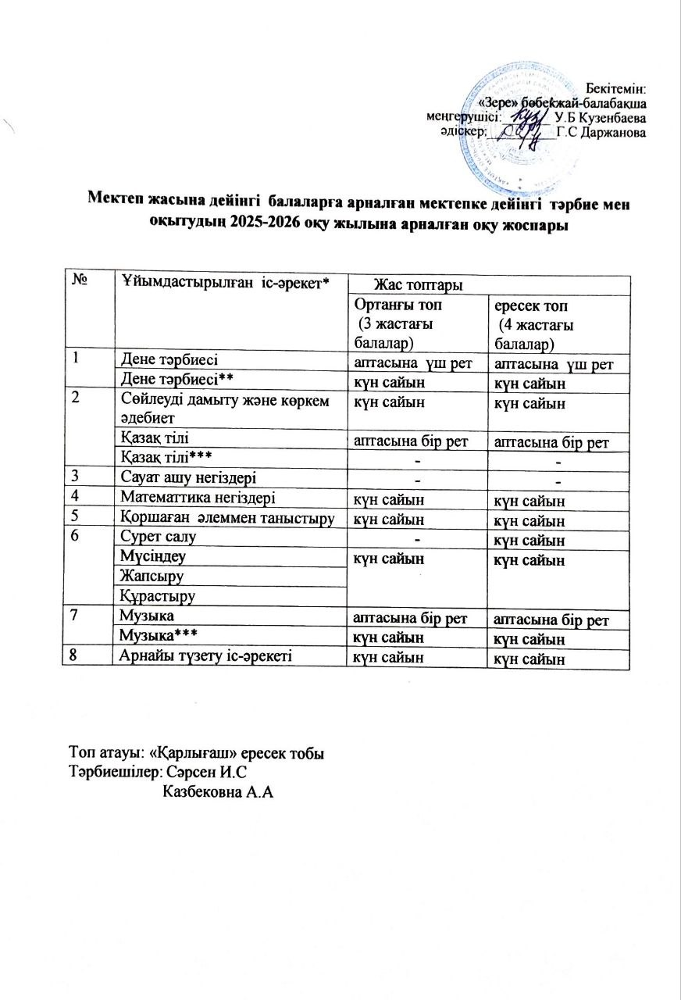 Бекітемін:
«Зере» бөбекжай-балабақша
меңгерушісі: У.Б Кузенбаева
әдіскер: Г.С Даржанова
Мектеп жасына дейінгі балаларға арналған мектепке дейінгі тәрбие мен
оқытудың 2025-2026 оқу жылына арналған оқу жоспары
№ Ұйымдастырылған іс-әрекет* Жас топтары
Ортанғы топ (3 жастағы балалар) ересек топ (4 жастағы балалар)
1 Дене тәрбиесі аптасына үш рет аптасына үш рет
Дене тәрбиесі** күн сайын күн сайын
2 Сөйлеуді дамыту және көркем күн сайын күн сайын
әдебиет
Қазақ тілі аптасына бір рет аптасына бір рет
Қазақ тілі*** - -
3 Сауат ашу негіздері - -
4 Математтика негіздері күн сайын күн сайын
5 Қоршаған әлеммен таныстыру күн сайын күн сайын
6 Сурет салу - күн сайын
Мүсіндеу күн сайын күн сайын
Жапсыру
Құрастыру
7 Музыка аптасына бір рет аптасына бір рет
Музыка*** күн сайын күн сайын
8 Арнайы түзету іс-әрекеті күн сайын күн сайын
Топ атауы: «Қарлығаш» ересек тобы
Тәрбиешілер: Сәрсен И.С
Казбековна А.А